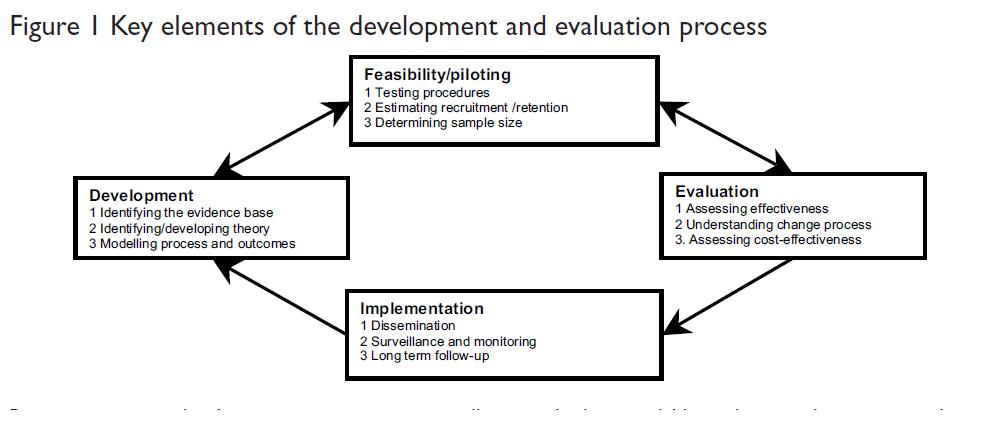 Figure 1 Key elements of the development and evaluation process
Feasibility/piloting
1 Testing procedures
2 Estimating recruitment /retention
3 Determining sample size
Development
1 Identifying the evidence base
2 Identifying/developing theory
3 Modelling process and outcomes
Evaluation
1 Assessing effectiveness
2 Understanding change process
3. Assessing cost-effectiveness
Implementation
1 Dissemination
2 Surveillance and monitoring
3 Long term follow-up